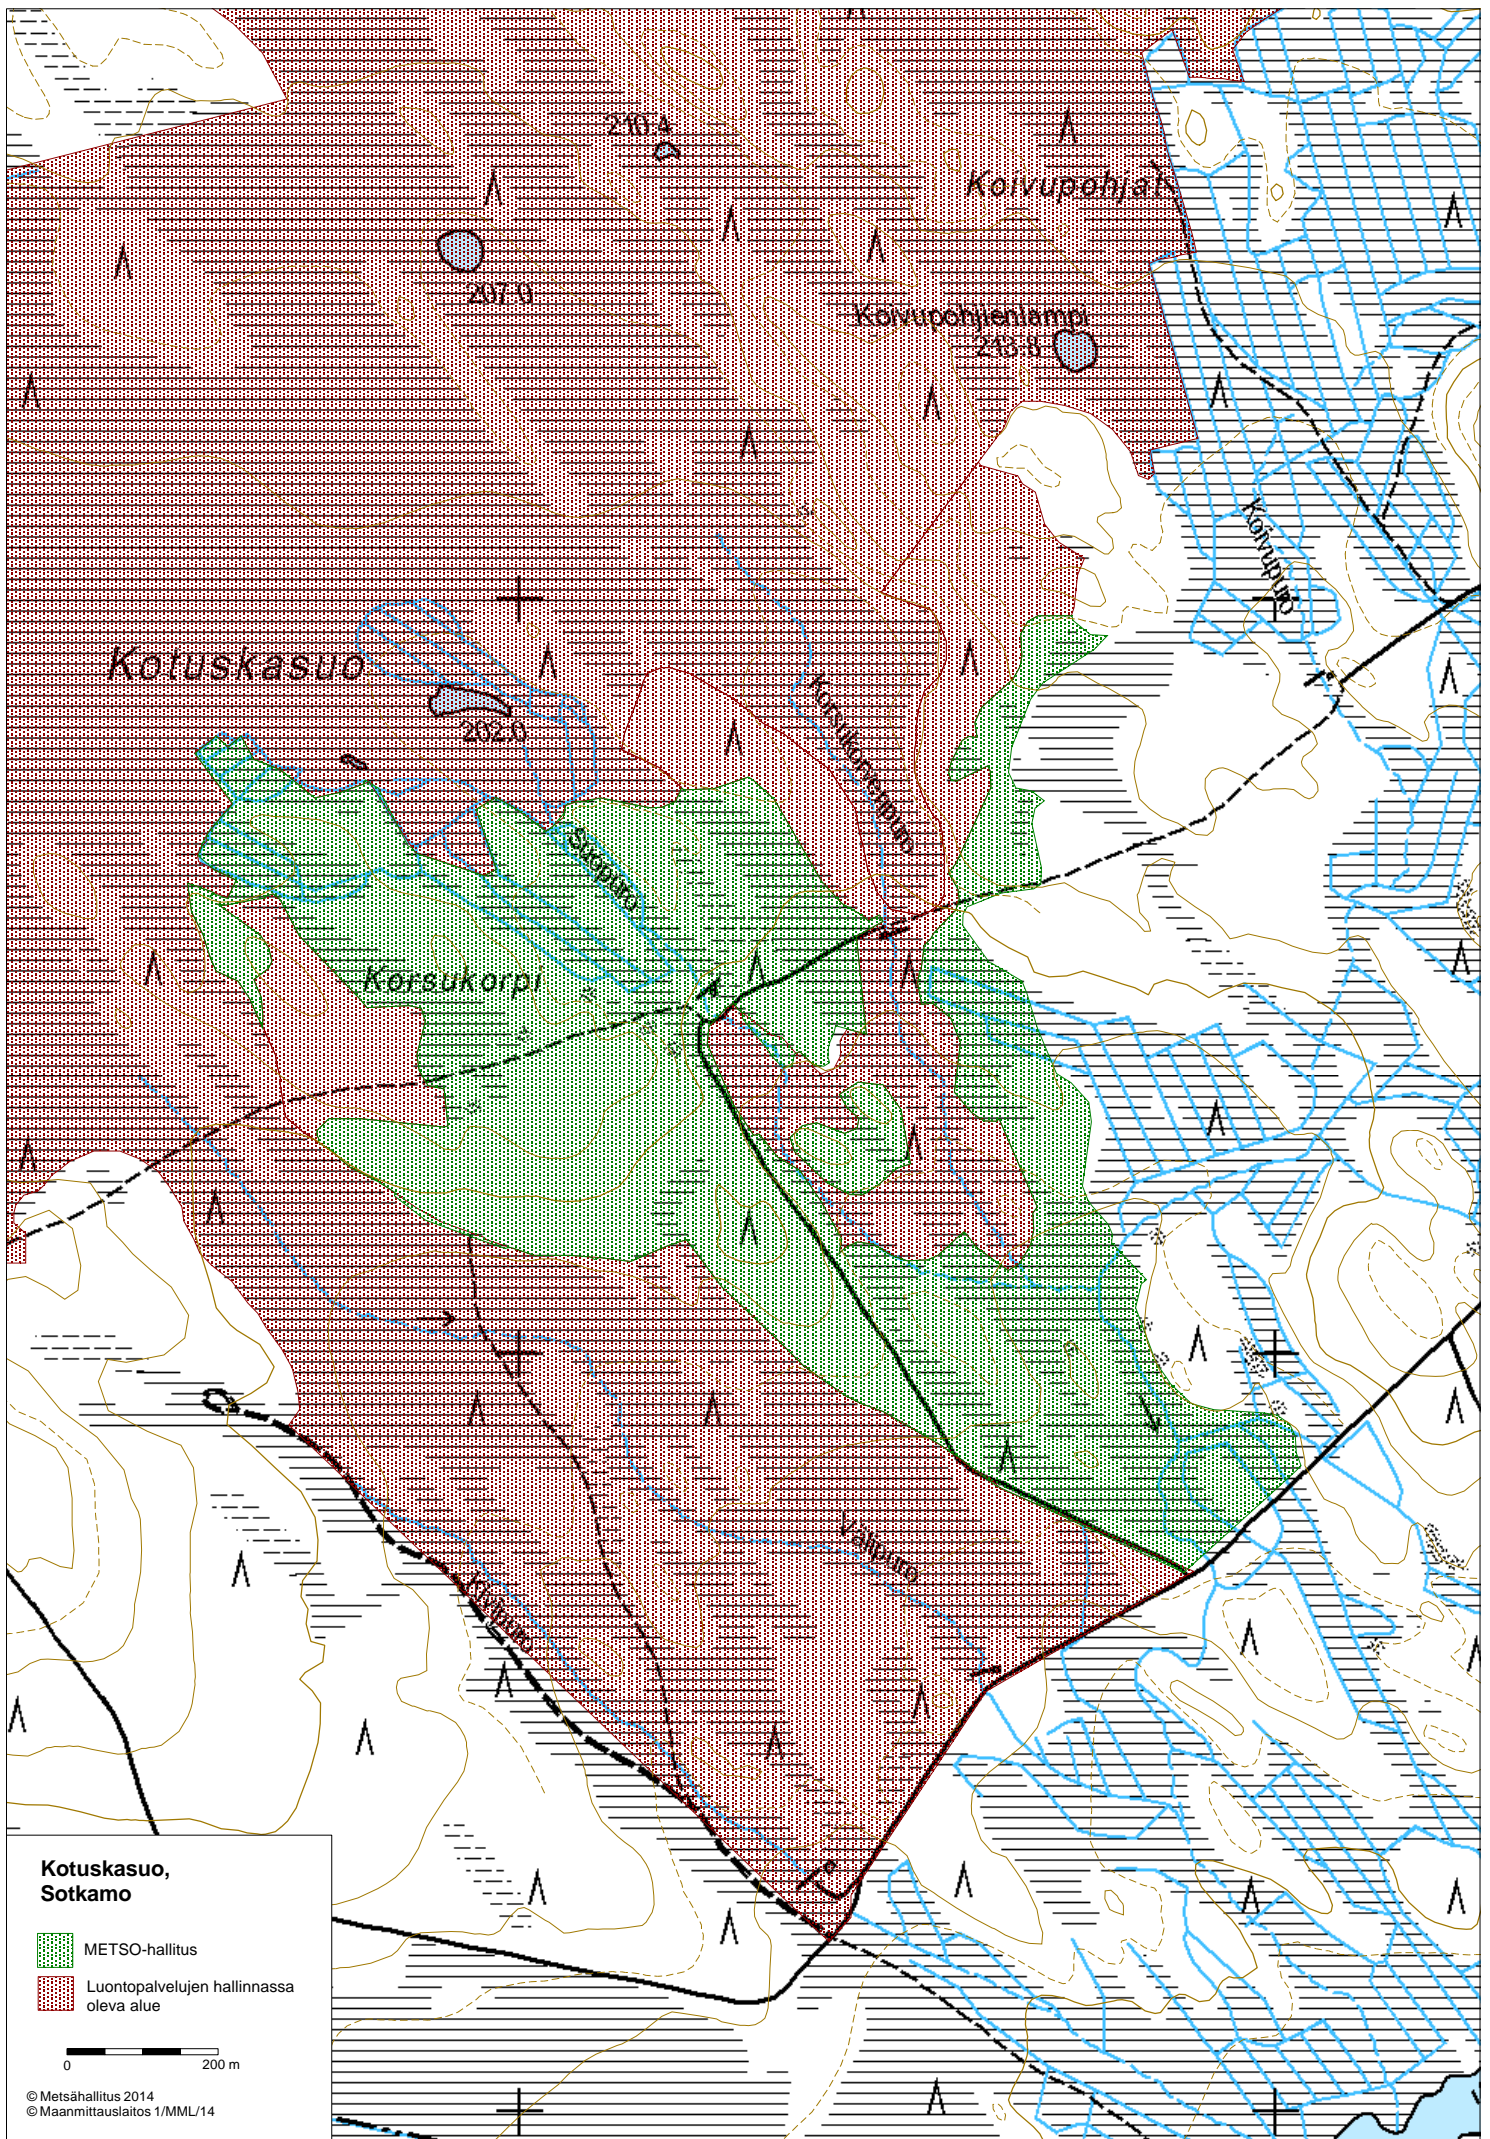 210.4
Koivupohjat
207.0
Koivupohjienlampi
213.8
Koivupuro
Kotuskasuo
202.0
Korsukorvenpuro
Suopuro
Korsukorpi
Välipuro
Kivipuro
Kotuskasuo,
Sotkamo
METSO-hallitus
Luontopalvelujen hallinnassa
oleva alue
0 200 m
© Metsähallitus 2014
© Maanmittauslaitos 1/MML/14